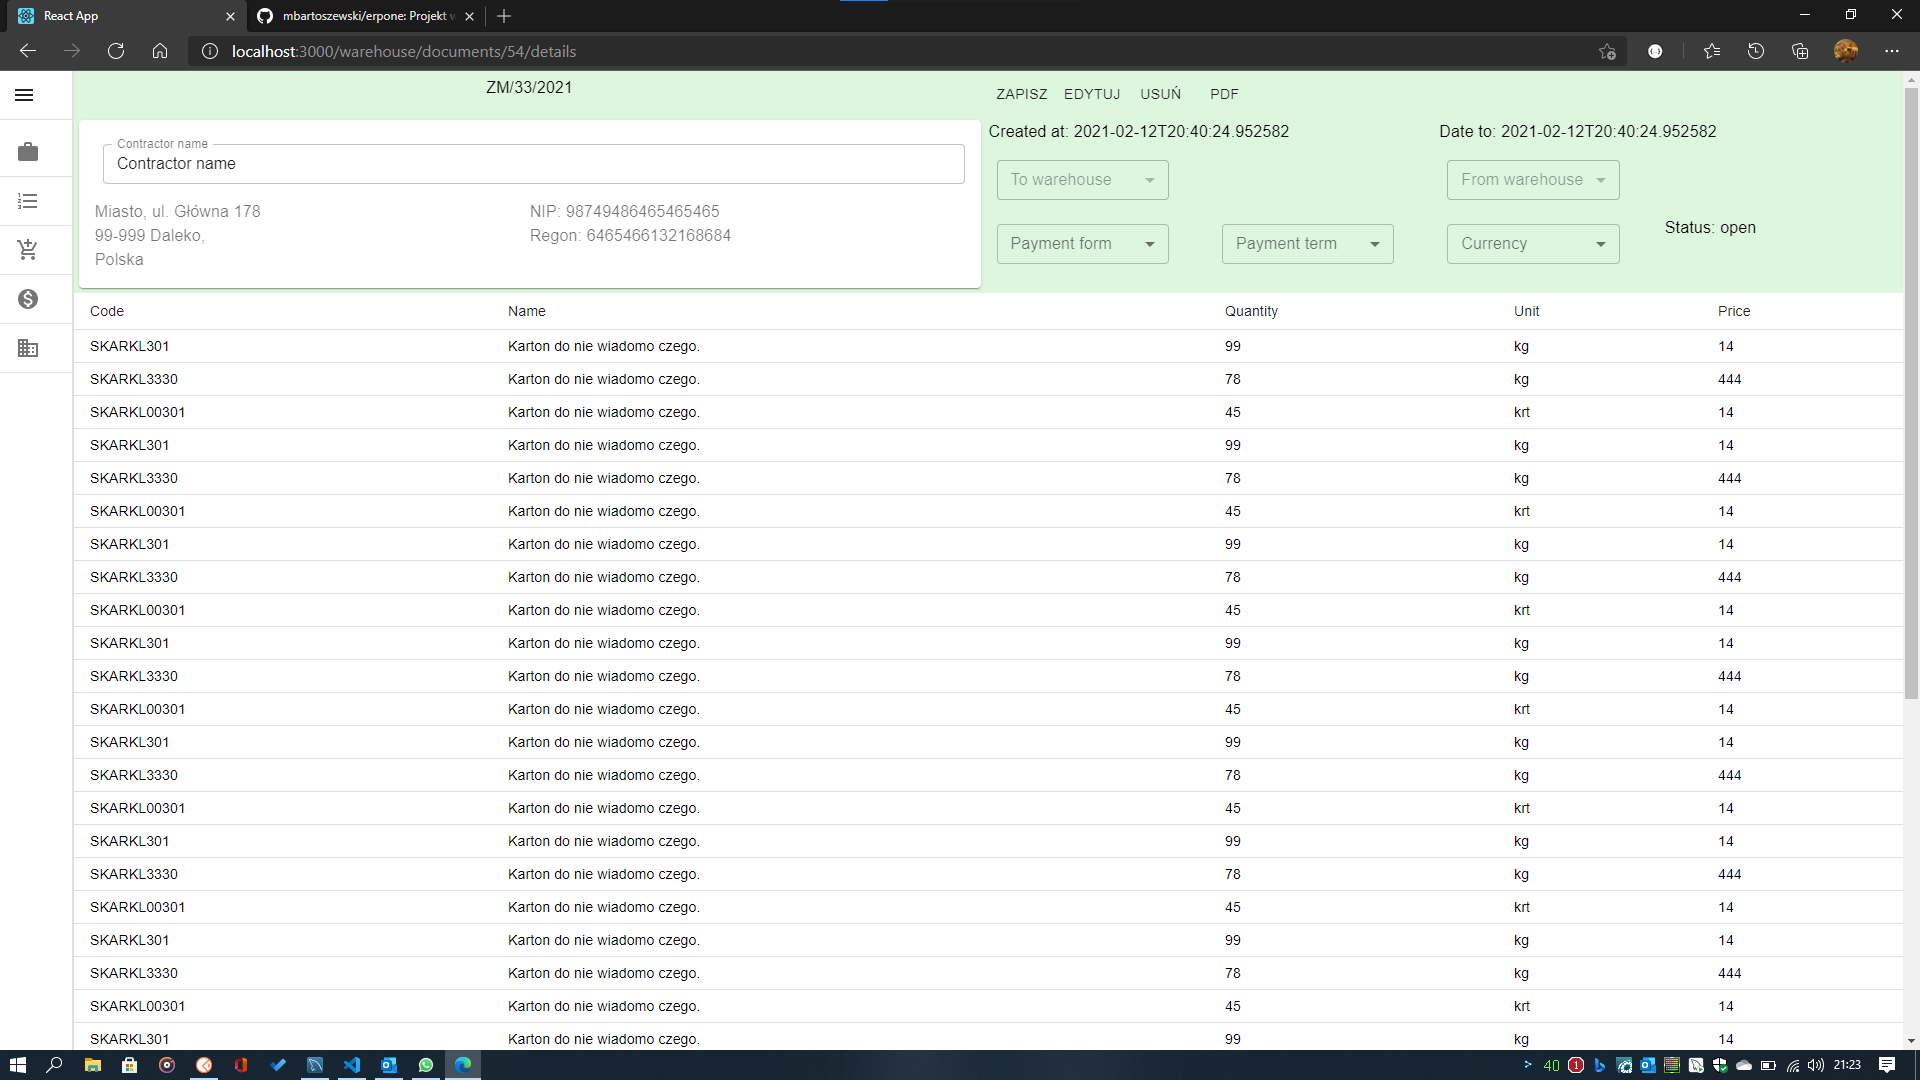 React App
mbartoszewski/erpone: Projekt w
localhost:3000/warehouse/documents/54/details
ZM/33/2021
ZAPISZ EDYTUJ USUŃ PDF
Created at: 2021-02-12T20:40:24.952582 Date to: 2021-02-12T20:40:24.952582
Contractor name
Contractor name
To warehouse From warehouse
Miasto, ul. Główna 178 NIP: 98749486465465465
99-999 Daleko, Regon: 6465466132168684
Polska
Payment form Payment term Currency Status: open
Code Name Quantity Unit Price
SKARKL301 Karton do nie wiadomo czego. 99 kg 14
SKARKL3330 Karton do nie wiadomo czego. 78 kg 444
SKARKL00301 Karton do nie wiadomo czego. 45 krt 14
SKARKL301 Karton do nie wiadomo czego. 99 kg 14
SKARKL3330 Karton do nie wiadomo czego. 78 kg 444
SKARKL00301 Karton do nie wiadomo czego. 45 krt 14
SKARKL301 Karton do nie wiadomo czego. 99 kg 14
SKARKL3330 Karton do nie wiadomo czego. 78 kg 444
SKARKL00301 Karton do nie wiadomo czego. 45 krt 14
SKARKL301 Karton do nie wiadomo czego. 99 kg 14
SKARKL3330 Karton do nie wiadomo czego. 78 kg 444
SKARKL00301 Karton do nie wiadomo czego. 45 krt 14
SKARKL301 Karton do nie wiadomo czego. 99 kg 14
SKARKL3330 Karton do nie wiadomo czego. 78 kg 444
SKARKL00301 Karton do nie wiadomo czego. 45 krt 14
SKARKL301 Karton do nie wiadomo czego. 99 kg 14
SKARKL3330 Karton do nie wiadomo czego. 78 kg 444
SKARKL00301 Karton do nie wiadomo czego. 45 krt 14
SKARKL301 Karton do nie wiadomo czego. 99 kg 14
SKARKL3330 Karton do nie wiadomo czego. 78 kg 444
SKARKL00301 Karton do nie wiadomo czego. 45 krt 14
SKARKL301 Karton do nie wiadomo czego. 99 kg 14
40 1 21:23